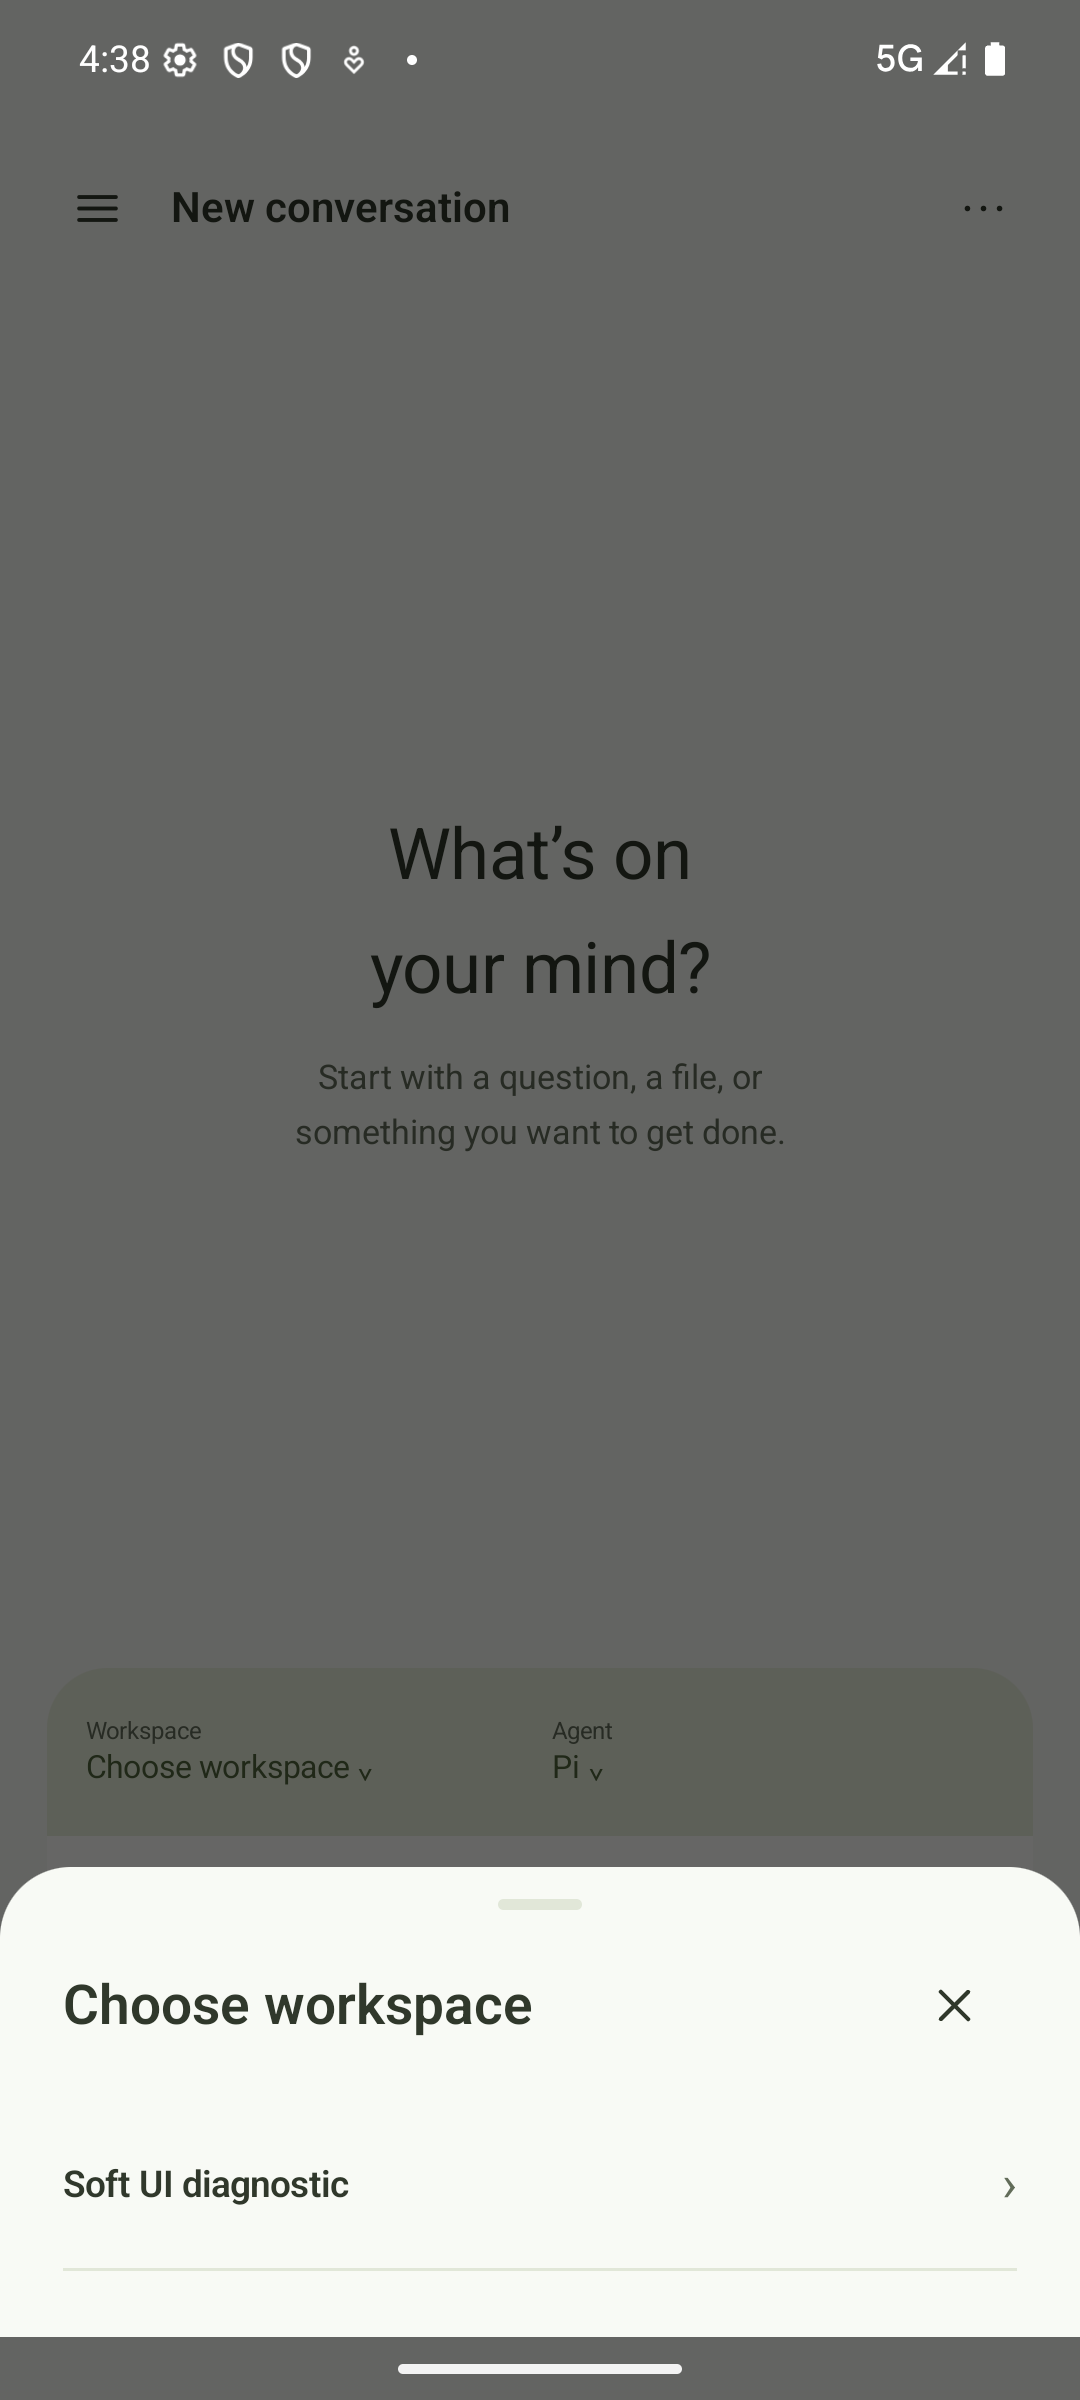 4:38
5G
New conversation
What’s on
your mind?
Start with a question, a file, or
something you want to get done.
Workspace
Agent
Choose workspace
Pi
Choose workspace
Soft UI diagnostic